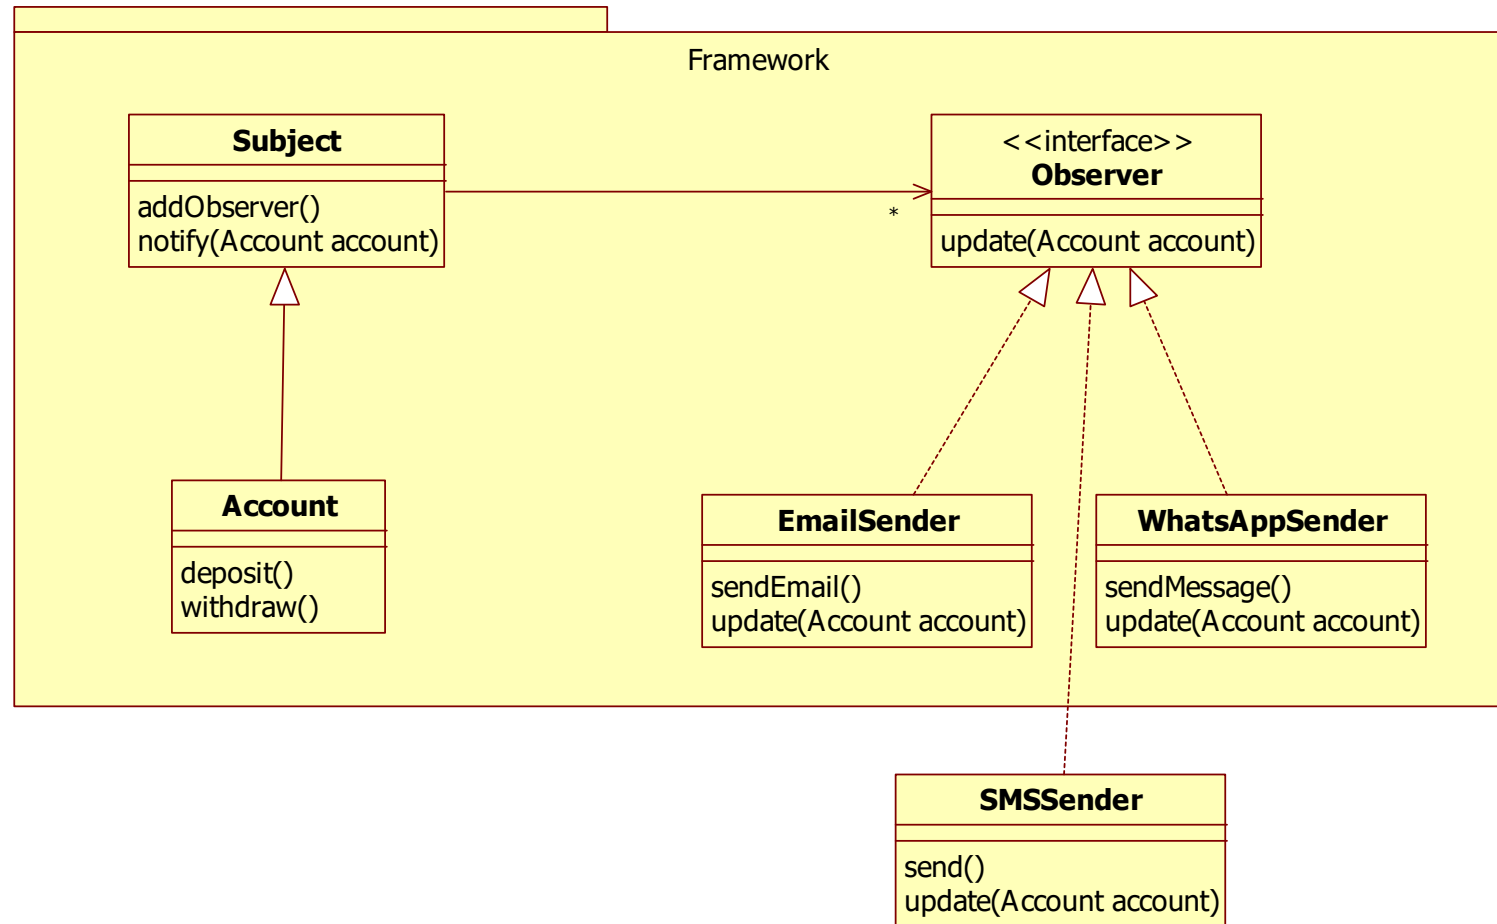 Framework
Subject
addObserver()
notify(Account account)
<<interface>>
Observer
update(Account account)
*
Account
deposit()
withdraw()
EmailSender
sendEmail()
update(Account account)
WhatsAppSender
sendMessage()
update(Account account)
SMSSender
send()
update(Account account)